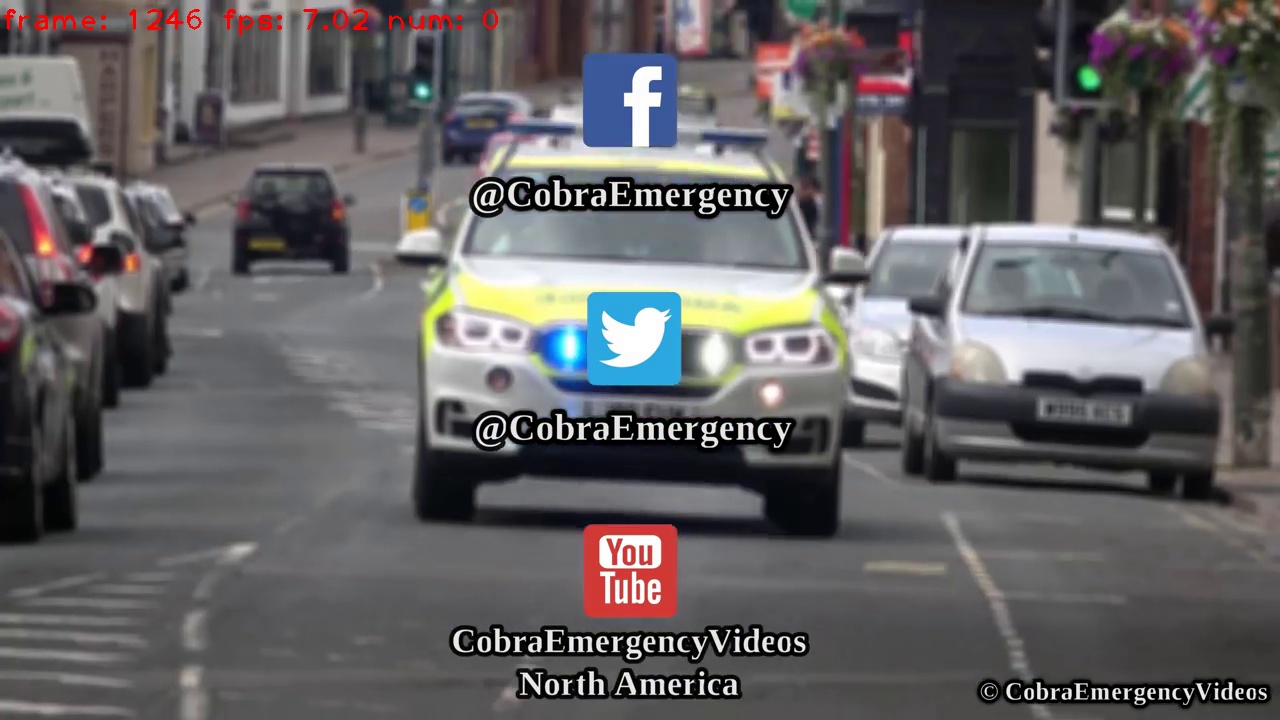 frame: 1246 fps: 7.02 num: 0
f
@CobraEmergency
@CobraEmergency
You
Tube
CobraEmergencyVideos
North America
© CobraEmergencyVideos